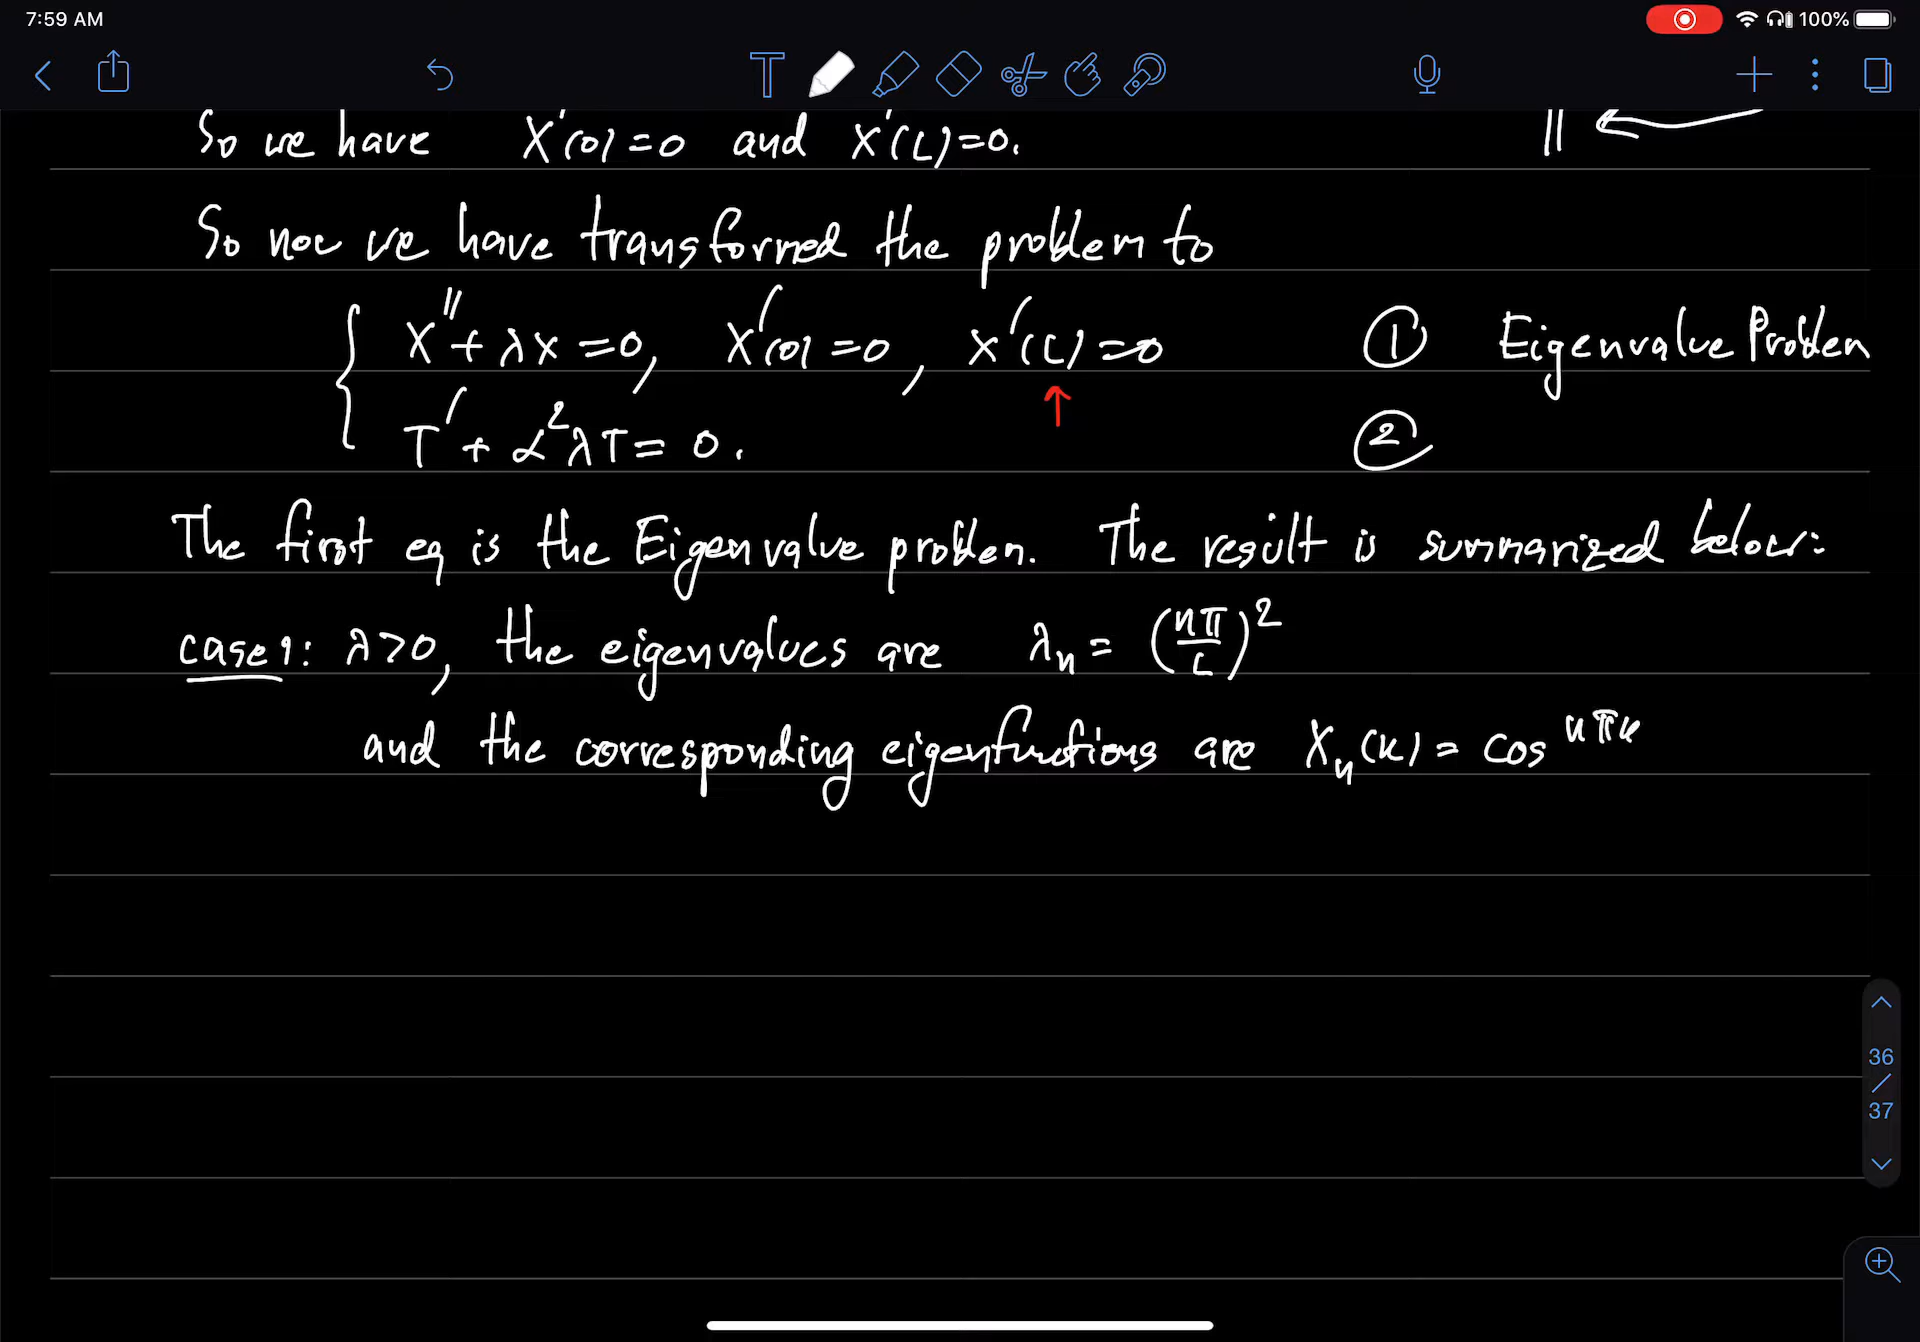 7:59 AM
100%
T
So we have X'(0)=0 and X'(L)=0.
So now we have transformed the problem to
X''+λX=0, X'(0)=0, X'(L)=0 ① Eigenvalue Problem
T'+α²λT=0. ②
The first eq is the Eigenvalue problem. The result is summarized below:
case1: λ>0, the eigenvalues are λn = (nπ/L)²
and the corresponding eigenfunctions are Xn(x) = cos nπx
36
/
37